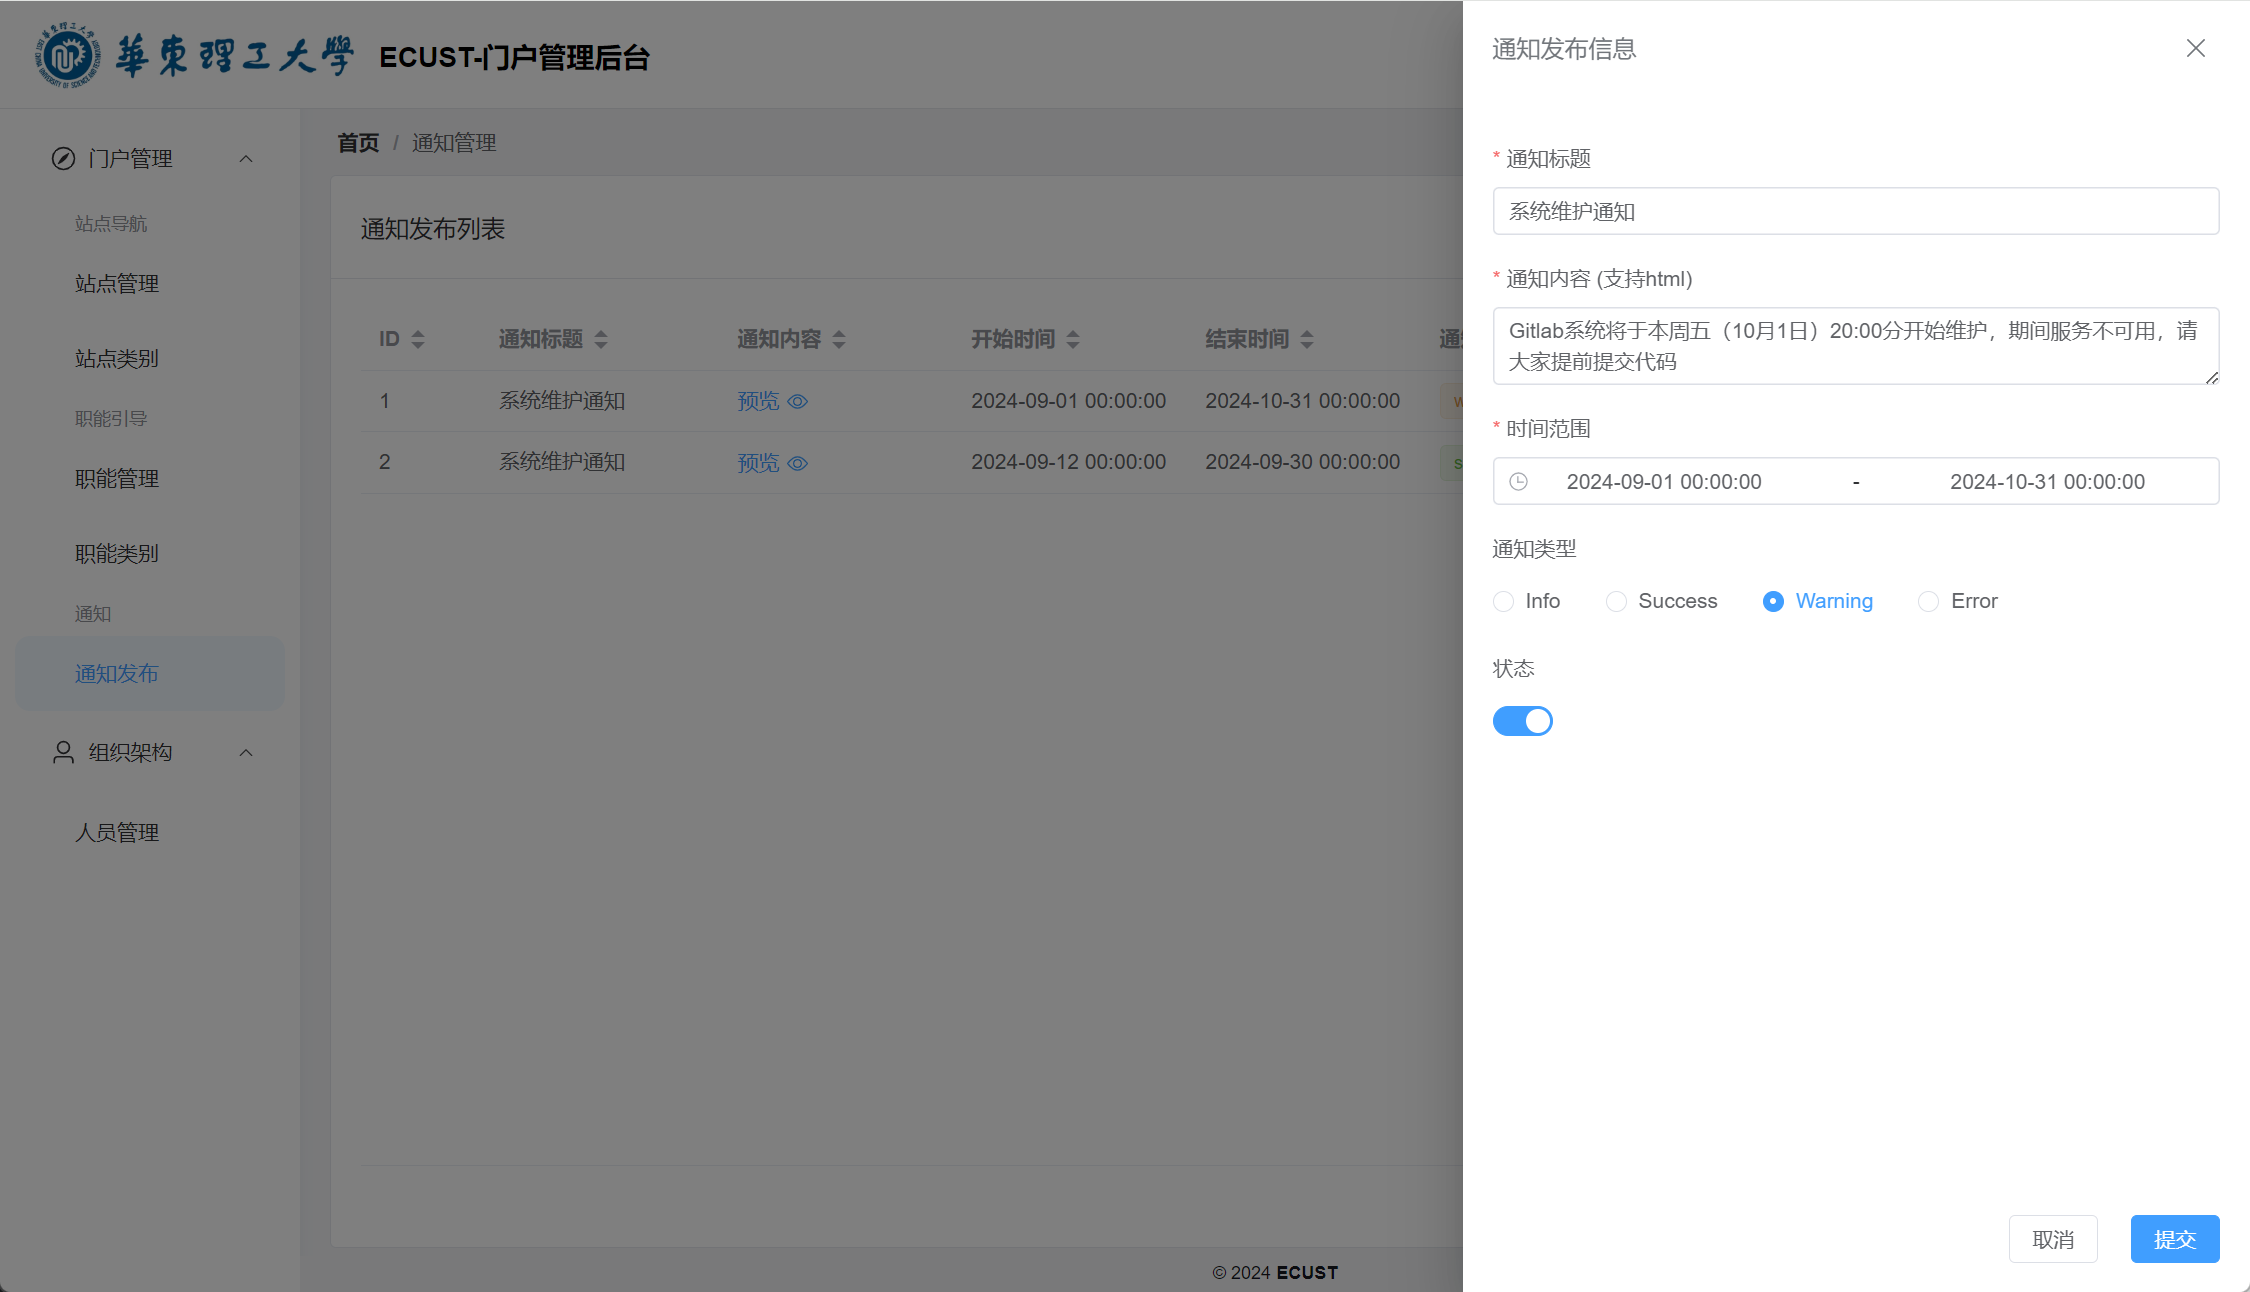 華東理工大學
ECUST-门户管理后台
门户管理
站点导航
站点管理
站点类别
职能引导
职能管理
职能类别
通知
通知发布
组织架构
人员管理
首页 / 通知管理
通知发布列表
ID 通知标题 通知内容 开始时间 结束时间
1 系统维护通知 预览 2024-09-01 00:00:00 2024-10-31 00:00:00
2 系统维护通知 预览 2024-09-12 00:00:00 2024-09-30 00:00:00
© 2024 ECUST
通知发布信息
* 通知标题
系统维护通知
* 通知内容 (支持html)
Gitlab系统将于本周五（10月1日）20:00分开始维护，期间服务不可用，请
大家提前提交代码
* 时间范围
2024-09-01 00:00:00 - 2024-10-31 00:00:00
通知类型
Info Success Warning Error
状态
取消 提交